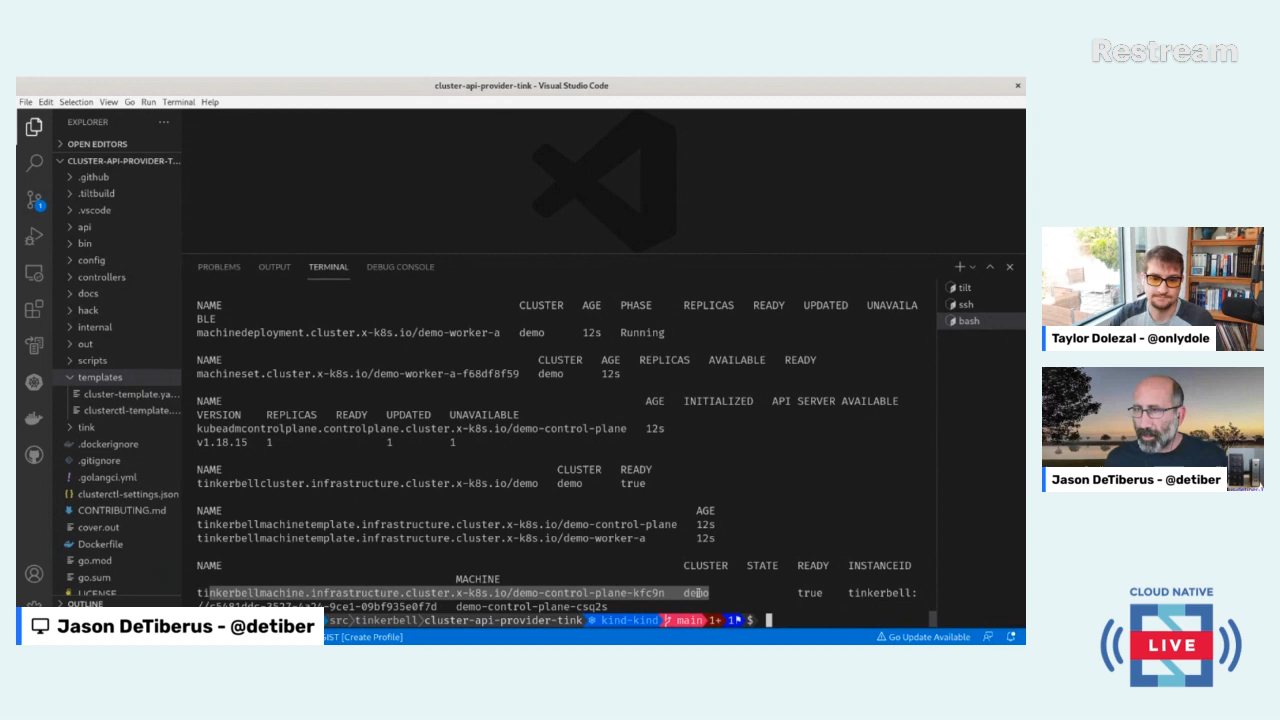 Restream
cluster-api-provider-tink - Visual Studio Code
File Edit Selection View Go Run Terminal Help
EXPLORER
OPEN EDITORS
CLUSTER-API-PROVIDER-T...
.github
.tiltbuild
.vscode
api
bin
config
controllers
docs
hack
internal
out
scripts
templates
cluster-template.ya...
clusterctl-template....
tink
.dockerignore
.gitignore
.golangci.yml
clusterctl-settings.json
CONTRIBUTING.md
cover.out
Dockerfile
go.mod
go.sum
LICENSE
OUTLINE
PROBLEMS OUTPUT TERMINAL DEBUG CONSOLE
tilt
ssh
bash
NAME CLUSTER AGE PHASE REPLICAS READY UPDATED UNAVAILA
BLE
machinedeployment.cluster.x-k8s.io/demo-worker-a demo 12s Running
NAME CLUSTER AGE REPLICAS AVAILABLE READY
machineset.cluster.x-k8s.io/demo-worker-a-f68df8f59 demo 12s
NAME AGE INITIALIZED API SERVER AVAILABLE
VERSION REPLICAS READY UPDATED UNAVAILABLE
kubeadmcontrolplane.controlplane.cluster.x-k8s.io/demo-control-plane 12s
v1.18.15 1 1 1
NAME CLUSTER READY
tinkerbellcluster.infrastructure.cluster.x-k8s.io/demo demo true
NAME AGE
tinkerbellmachinetemplate.infrastructure.cluster.x-k8s.io/demo-control-plane 12s
tinkerbellmachinetemplate.infrastructure.cluster.x-k8s.io/demo-worker-a 12s
NAME CLUSTER STATE READY INSTANCEID
MACHINE
tinkerbellmachine.infrastructure.cluster.x-k8s.io/demo-control-plane-kfc9n demo true tinkerbell:
demo-control-plane-csq2s
src⟩tinkerbell⟩cluster-api-provider-tink kind-kind main 1+ 1 $
GIST [Create Profile]
Go Update Available
Jason DeTiberus - @detiber
Taylor Dolezal - @onlydole
Jason DeTiberus - @detiber
CLOUD NATIVE
LIVE